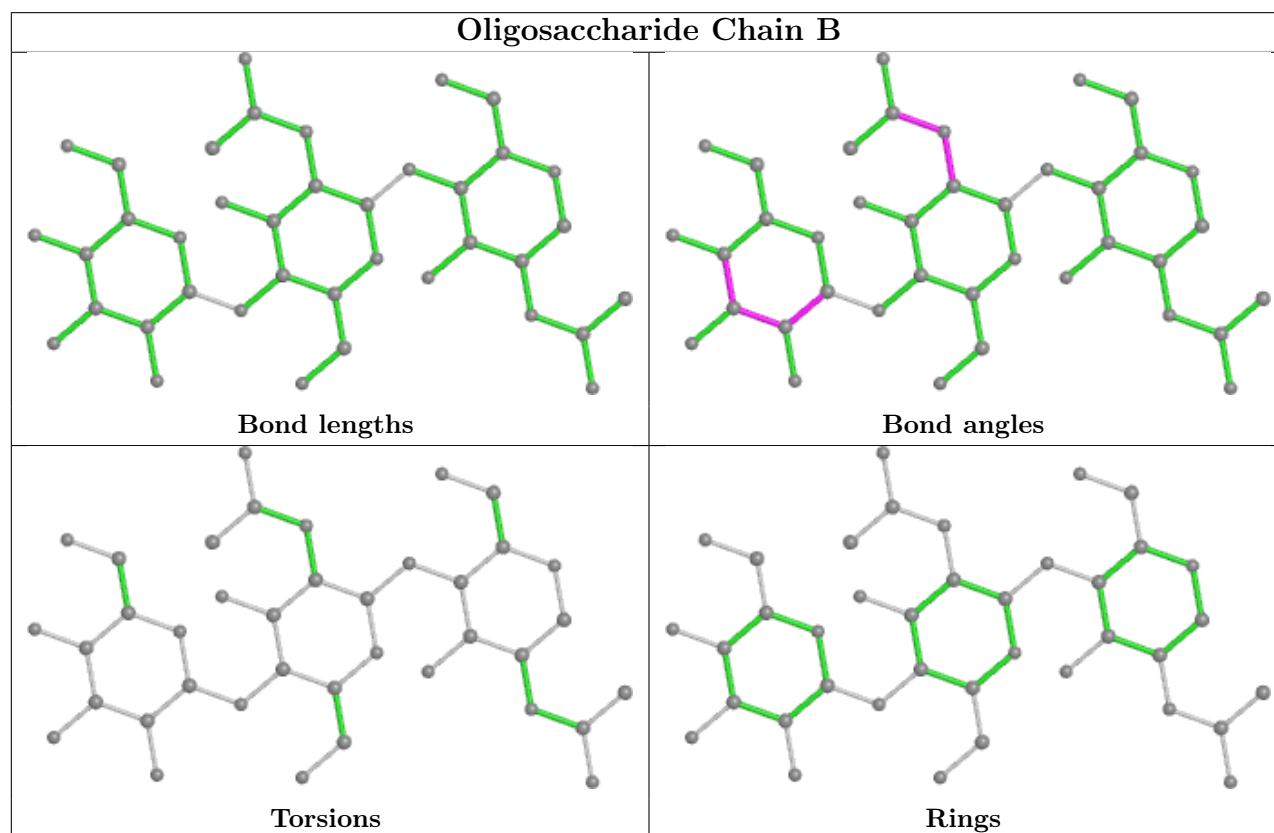 Oligosaccharide Chain B
Bond lengths
Bond angles
Torsions
Rings